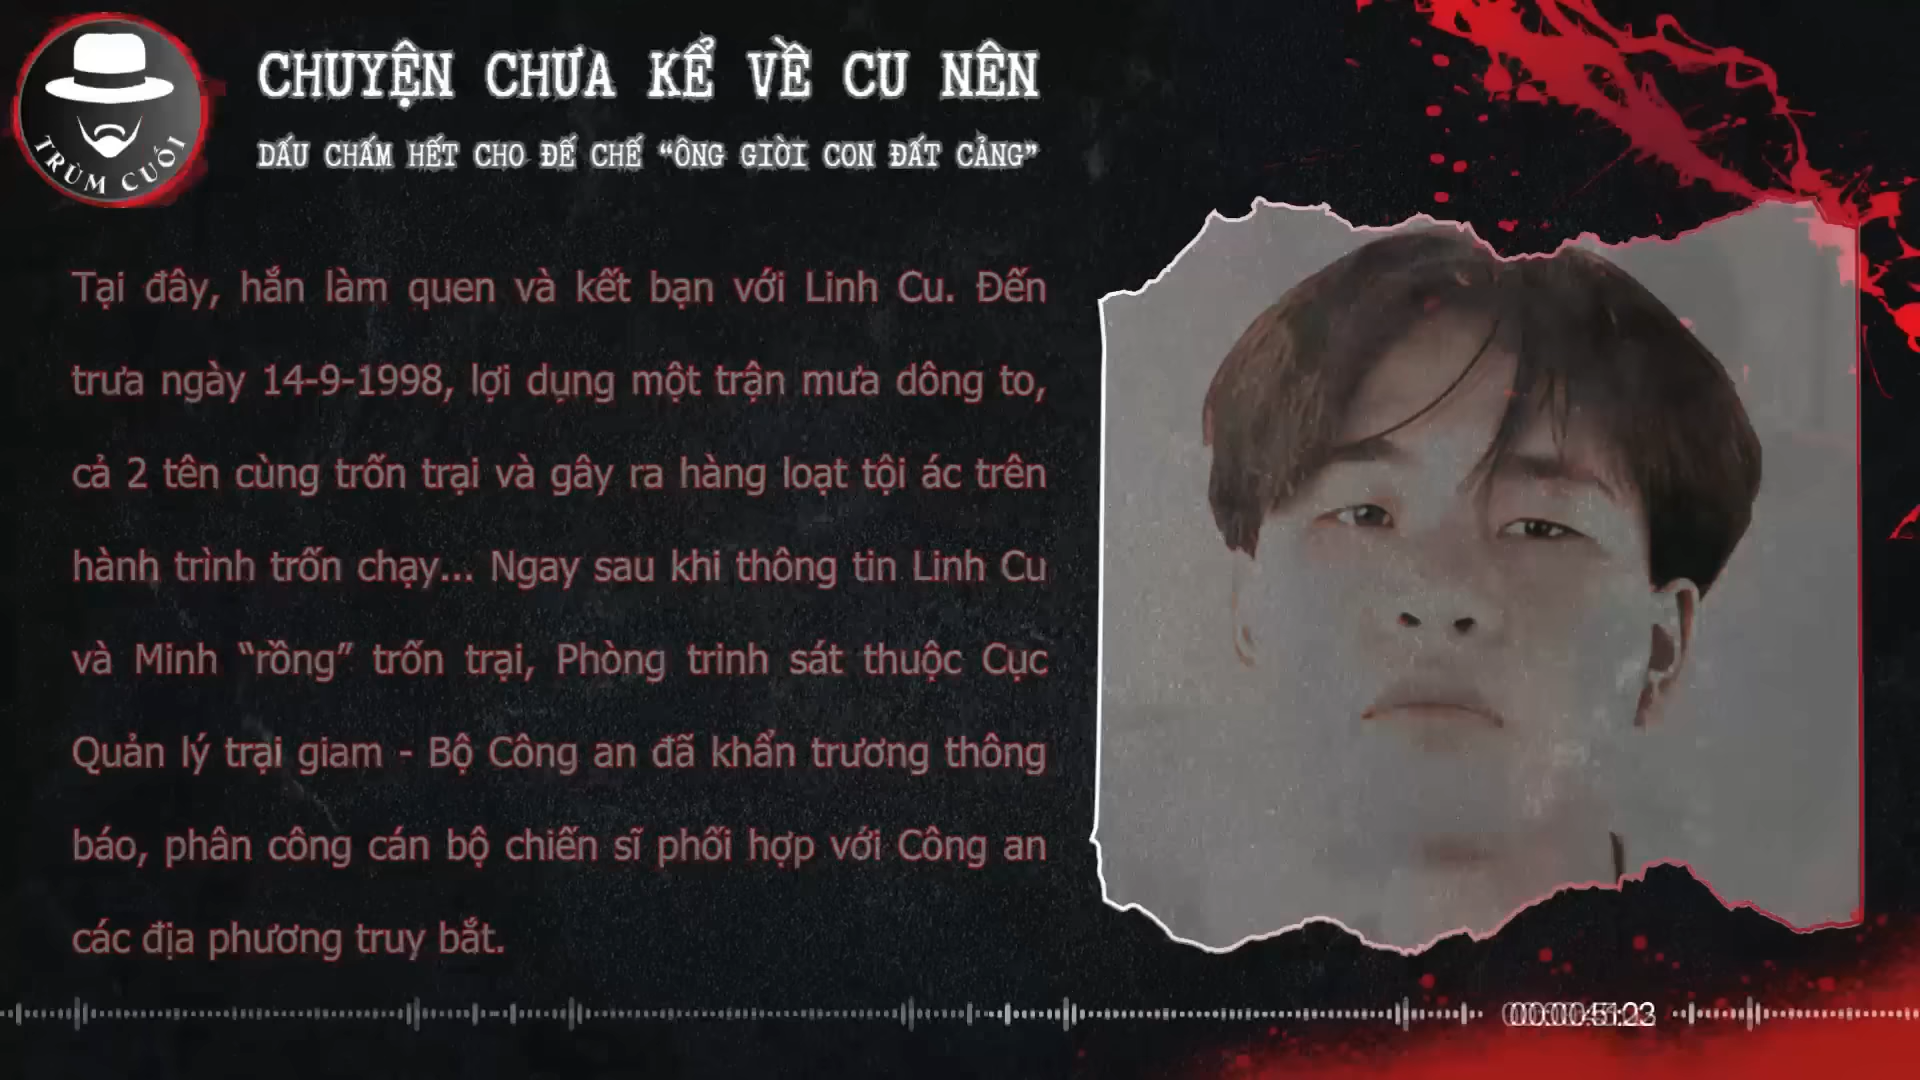 TRÙM CUỐI
CHUYỆN CHƯA KỂ VỀ CU NÊN
DẤU CHẤM HẾT CHO ĐẾ CHẾ “ÔNG GIỜI CON ĐẤT CẢNG”
Tại đây, hắn làm quen và kết bạn với Linh Cu. Đến
trưa ngày 14-9-1998, lợi dụng một trận mưa dông to,
cả 2 tên cùng trốn trại và gây ra hàng loạt tội ác trên
hành trình trốn chạy... Ngay sau khi thông tin Linh Cu
và Minh “rồng” trốn trại, Phòng trinh sát thuộc Cục
Quản lý trại giam - Bộ Công an đã khẩn trương thông
báo, phân công cán bộ chiến sĩ phối hợp với Công an
các địa phương truy bắt.